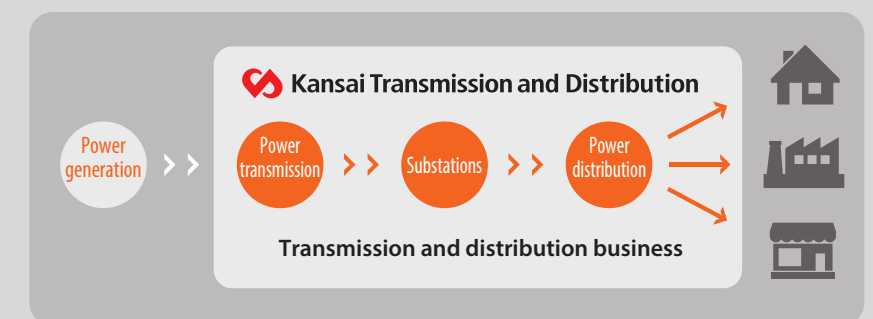 Kansai Transmission and Distribution
Power
generation
Power
transmission
Substations
Power
distribution
Transmission and distribution business